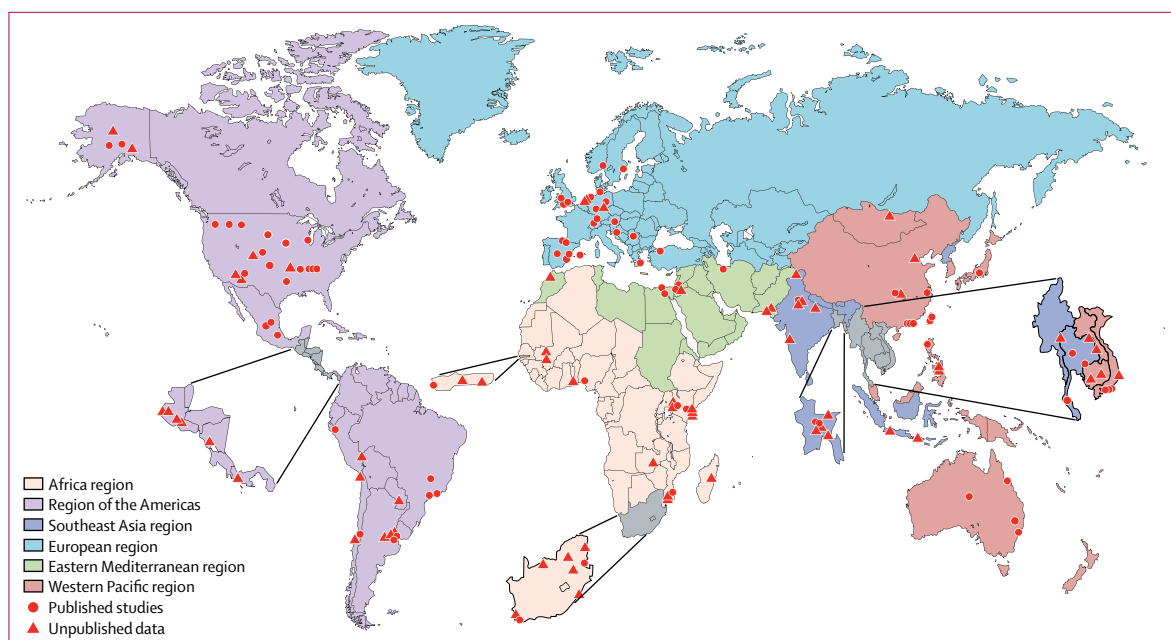 Africa region
Region of the Americas
Southeast Asia region
European region
Eastern Mediterranean region
Western Pacific region
Published studies
Unpublished data